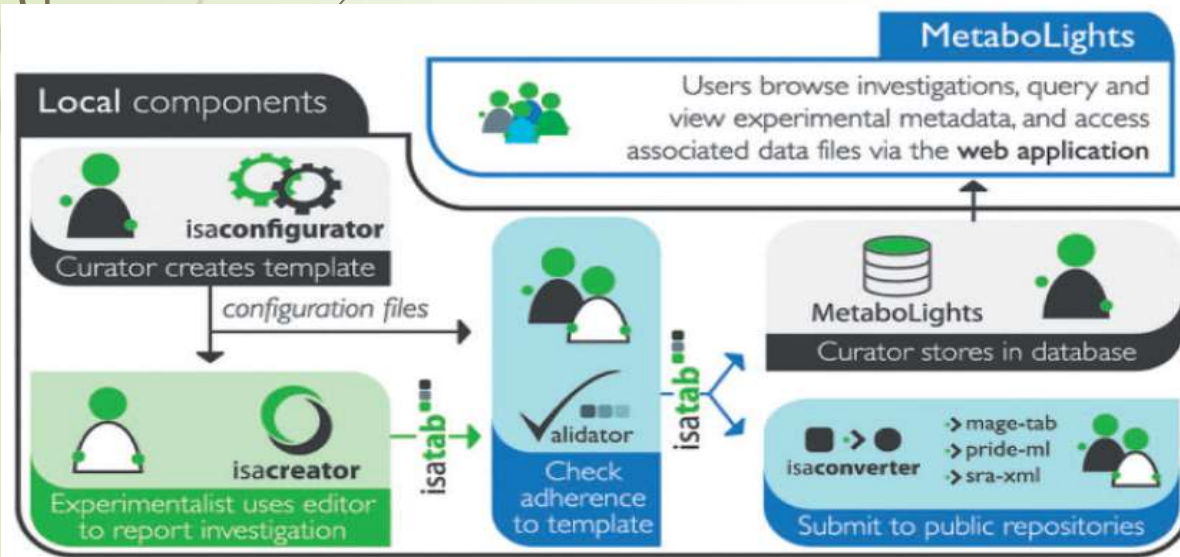 MetaboLights
Users browse investigations, query and
view experimental metadata, and access
associated data files via the web application
Local components
isaconfigurator
Curator creates template
configuration files
isacreator
Experimentalist uses editor
to report investigation
isatab
validator
Check
adherence
to template
isatab
MetaboLights
Curator stores in database
isaconverter
> mage-tab
> pride-ml
> sra-xml
Submit to public repositories